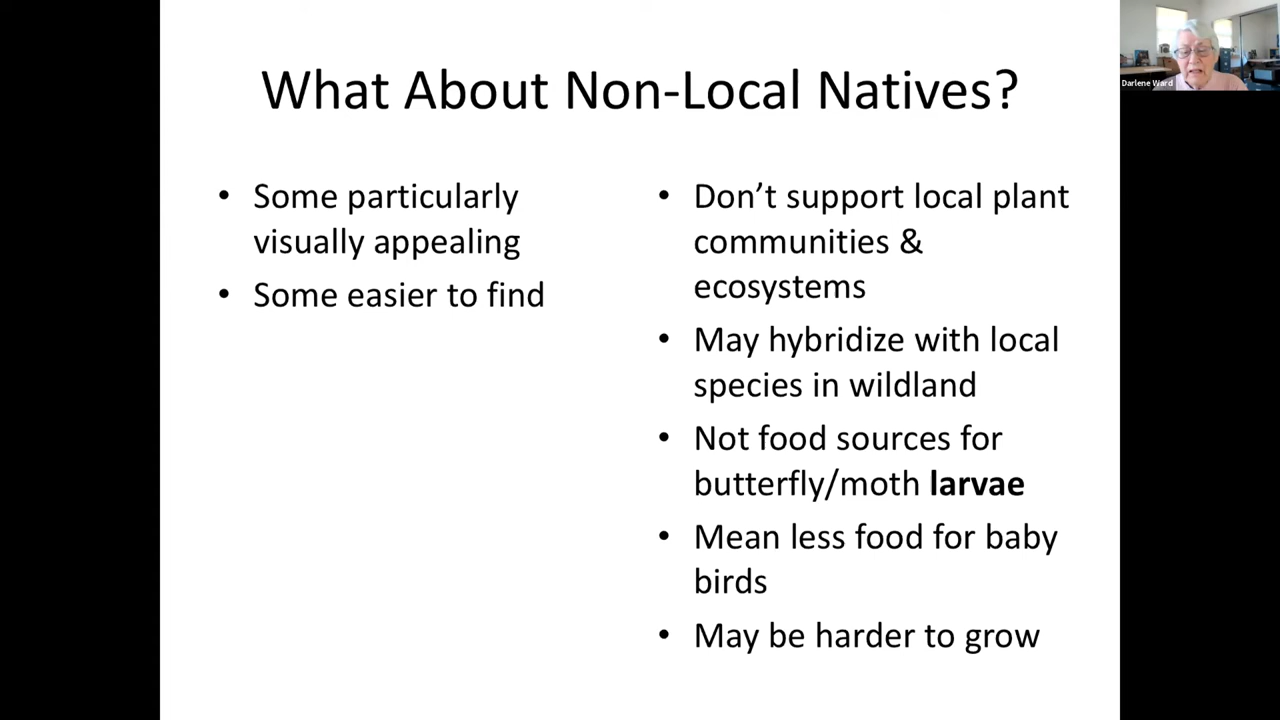 What About Non-Local Natives?
• Some particularly
visually appealing
• Some easier to find
• Don’t support local plant
communities &
ecosystems
• May hybridize with local
species in wildland
• Not food sources for
butterfly/moth larvae
• Mean less food for baby
birds
• May be harder to grow
Darlene Ward